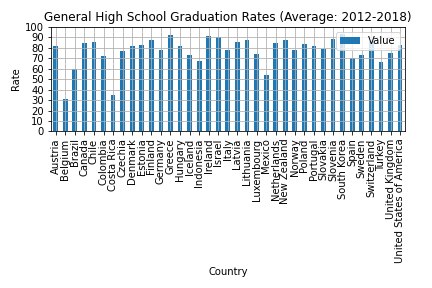 General High School Graduation Rates (Average: 2012-2018)
Rate
100
90
80
70
60
50
40
30
20
10
0
Value
Austria
Belgium
Brazil
Canada
Chile
Colombia
Costa Rica
Czechia
Denmark
Estonia
Finland
Germany
Greece
Hungary
Iceland
Indonesia
Ireland
Israel
Italy
Latvia
Lithuania
Luxembourg
Mexico
Netherlands
New Zealand
Norway
Poland
Portugal
Slovakia
Slovenia
South Korea
Spain
Sweden
Switzerland
Turkey
United Kingdom
United States of America
Country